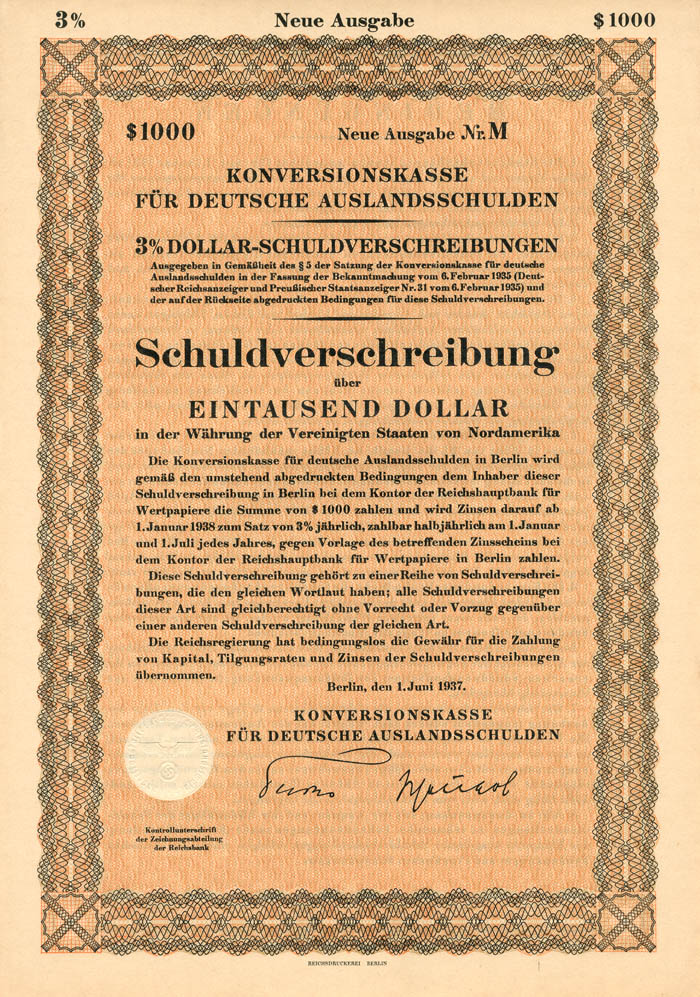 3% Neue Ausgabe $1000
$1000 Neue Ausgabe Nr. M
KONVERSIONSKASSE
FÜR DEUTSCHE AUSLANDSSCHULDEN
3% DOLLAR-SCHULDVERSCHREIBUNGEN
Ausgegeben in Gemäßheit des § 5 der Satzung der Konversionskasse für deutsche
Auslandsschulden in der Fassung der Bekanntmachung vom 6. Februar 1935 (Deut-
scher Reichsanzeiger und Preußischer Staatsanzeiger Nr. 31 vom 6. Februar 1935) und
der auf der Rückseite abgedruckten Bedingungen für diese Schuldverschreibungen.
Schuldverschreibung
über
EINTAUSEND DOLLAR
in der Währung der Vereinigten Staaten von Nordamerika
Die Konversionskasse für deutsche Auslandsschulden in Berlin wird
gemäß den umstehend abgedruckten Bedingungen dem Inhaber dieser
Schuldverschreibung in Berlin bei dem Kontor der Reichshauptbank für
Wertpapiere die Summe von $ 1000 zahlen und wird Zinsen darauf ab
1. Januar 1938 zum Satz von 3% jährlich, zahlbar halbjährlich am 1. Januar
und 1. Juli jedes Jahres, gegen Vorlage des betreffenden Zinsscheins bei
dem Kontor der Reichshauptbank für Wertpapiere in Berlin zahlen.
Diese Schuldverschreibung gehört zu einer Reihe von Schuldverschrei-
bungen, die den gleichen Wortlaut haben; alle Schuldverschreibungen
dieser Art sind gleichberechtigt ohne Vorrecht oder Vorzug gegenüber
einer anderen Schuldverschreibung der gleichen Art.
Die Reichsregierung hat bedingungslos die Gewähr für die Zahlung
von Kapital, Tilgungsraten und Zinsen der Schuldverschreibungen
übernommen.
Berlin, den 1. Juni 1937.
KONVERSIONSKASSE
FÜR DEUTSCHE AUSLANDSSCHULDEN
Kontrollunterschrift
der Zeichnungsabteilung
der Reichsbank
REICHSDRUCKEREI BERLIN